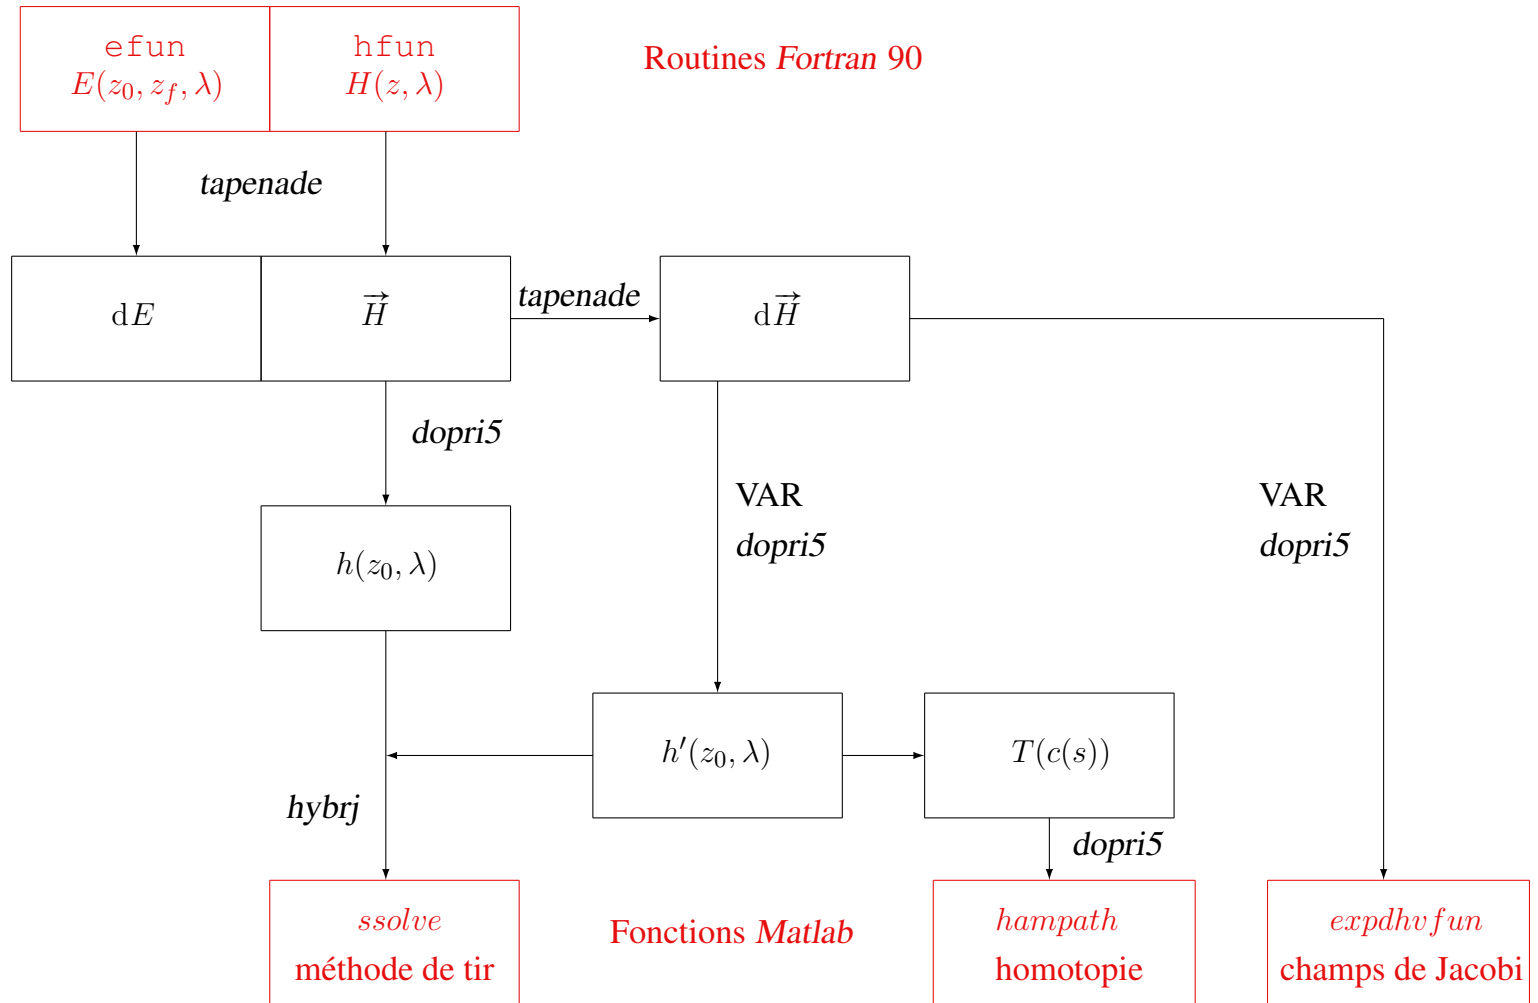 efun
E(z₀, z_f, λ)
hfun
H(z, λ)
Routines Fortran 90
tapenade
dE
H⃗
tapenade
dH⃗
dopri5
VAR
dopri5
VAR
dopri5
h(z₀, λ)
h′(z₀, λ)
T(c(s))
hybrj
dopri5
ssolve
méthode de tir
Fonctions Matlab
hampath
homotopie
expdhvfun
champs de Jacobi